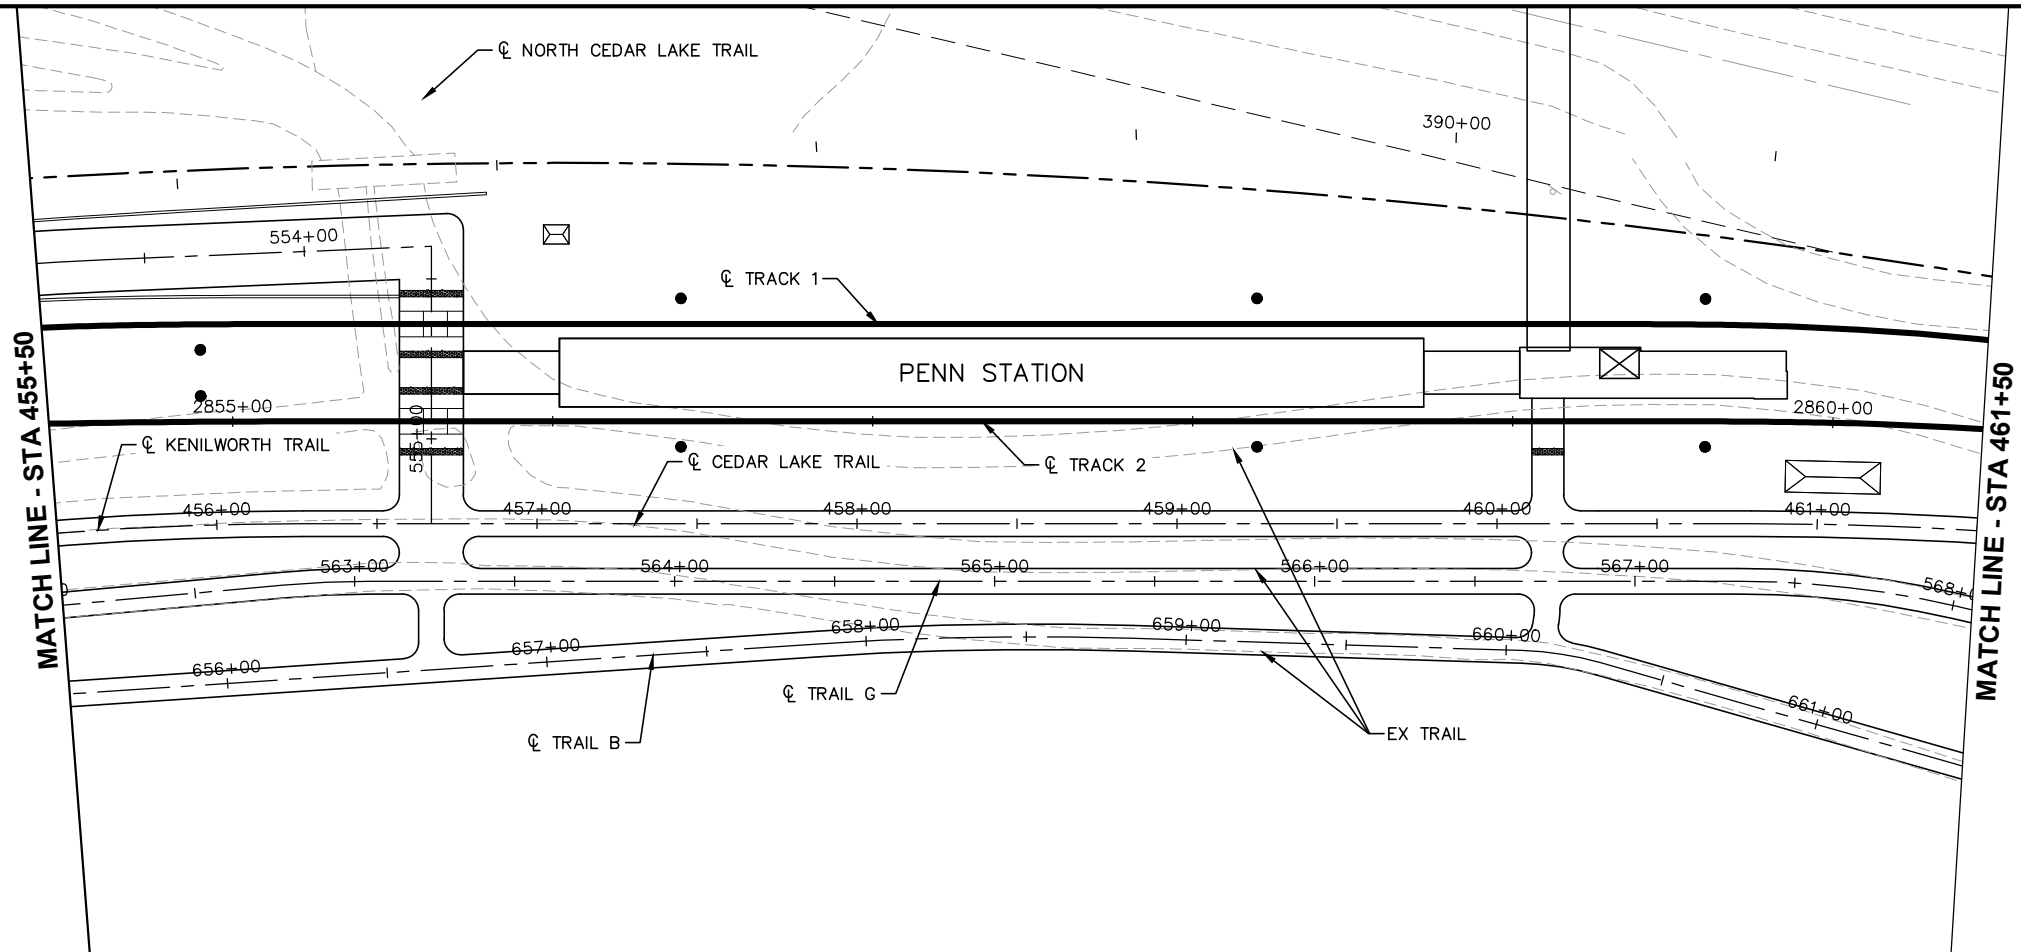 ℄ NORTH CEDAR LAKE TRAIL
390+00
554+00
℄ TRACK 1
MATCH LINE - STA 455+50
PENN STATION
MATCH LINE - STA 461+50
2855+00
555+00
2860+00
℄ KENILWORTH TRAIL
℄ CEDAR LAKE TRAIL
℄ TRACK 2
456+00
457+00
458+00
459+00
460+00
461+00
563+00
564+00
565+00
566+00
567+00
656+00
657+00
658+00
659+00
660+00
661+00
℄ TRAIL G
℄ TRAIL B
EX TRAIL